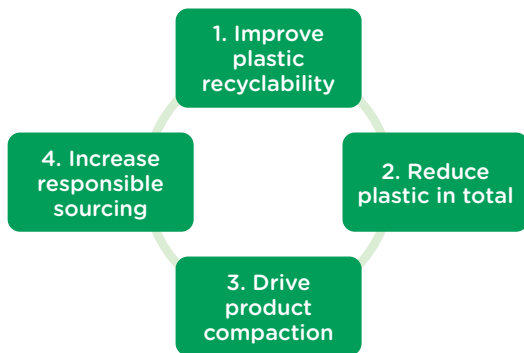 1. Improve
plastic
recyclability
2. Reduce
plastic in total
3. Drive
product
compaction
4. Increase
responsible
sourcing